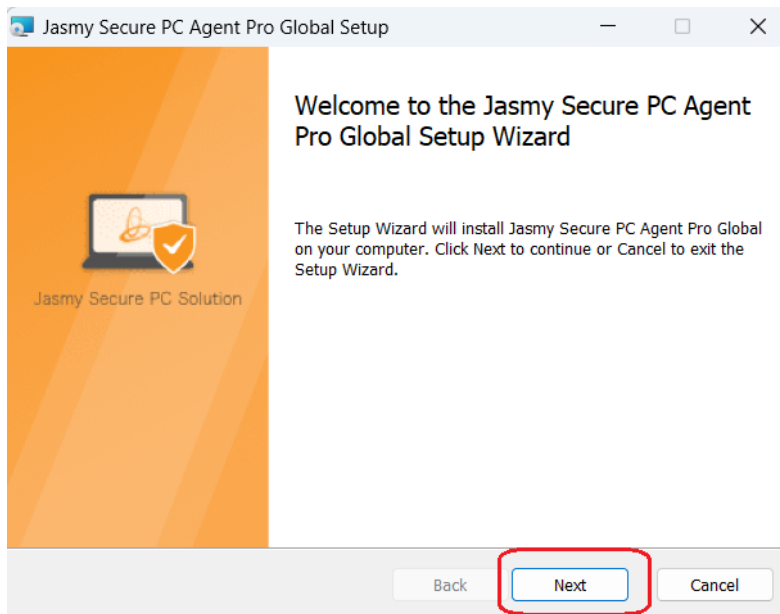 Jasmy Secure PC Agent Pro Global Setup
Welcome to the Jasmy Secure PC Agent
Pro Global Setup Wizard
The Setup Wizard will install Jasmy Secure PC Agent Pro Global
on your computer. Click Next to continue or Cancel to exit the
Setup Wizard.
Jasmy Secure PC Solution
Back Next Cancel